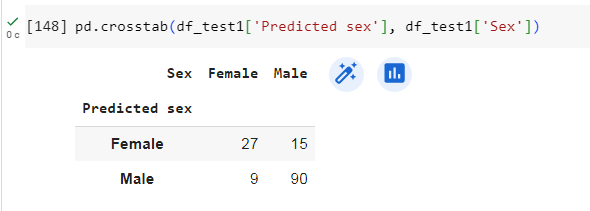 [148] pd.crosstab(df_test1['Predicted sex'], df_test1['Sex'])
0 с
Sex Female Male
Predicted sex
Female 27 15
Male 9 90